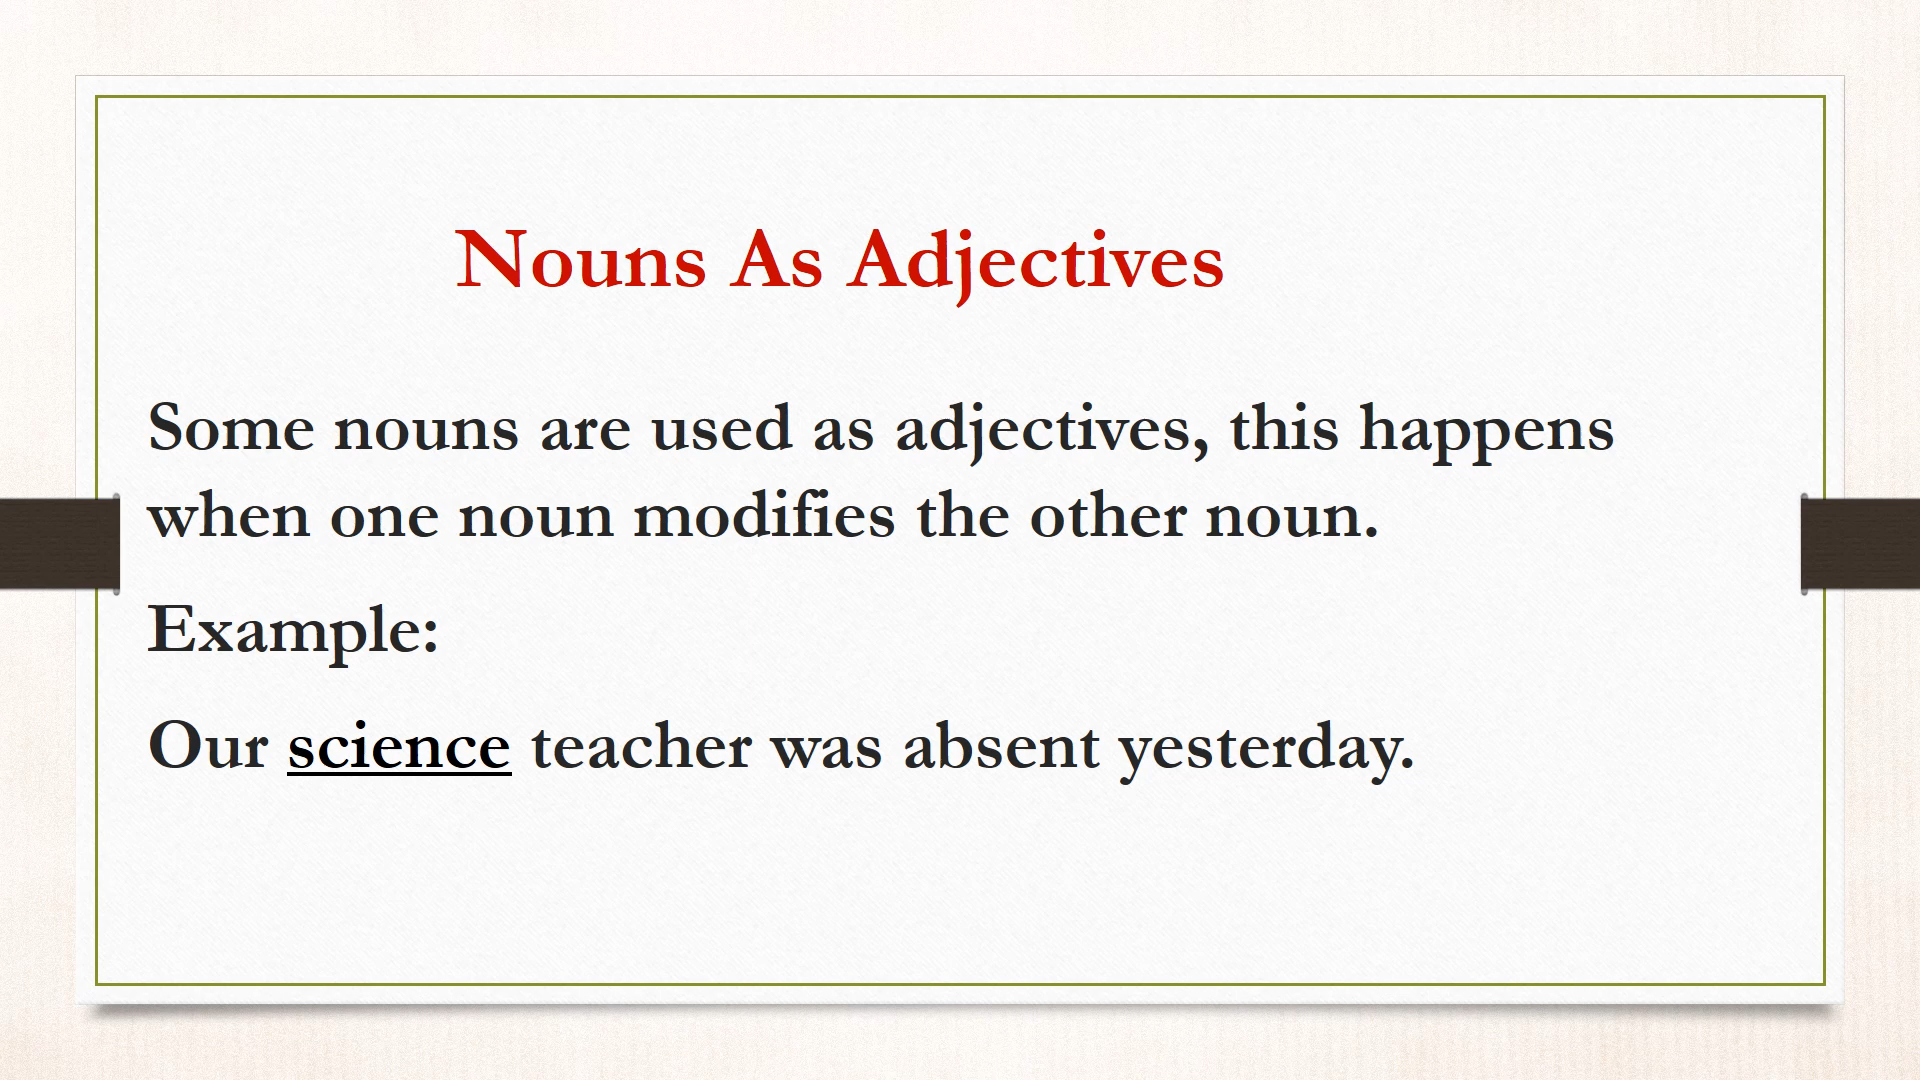 Nouns As Adjectives
Some nouns are used as adjectives, this happens
when one noun modifies the other noun.
Example:
Our science teacher was absent yesterday.